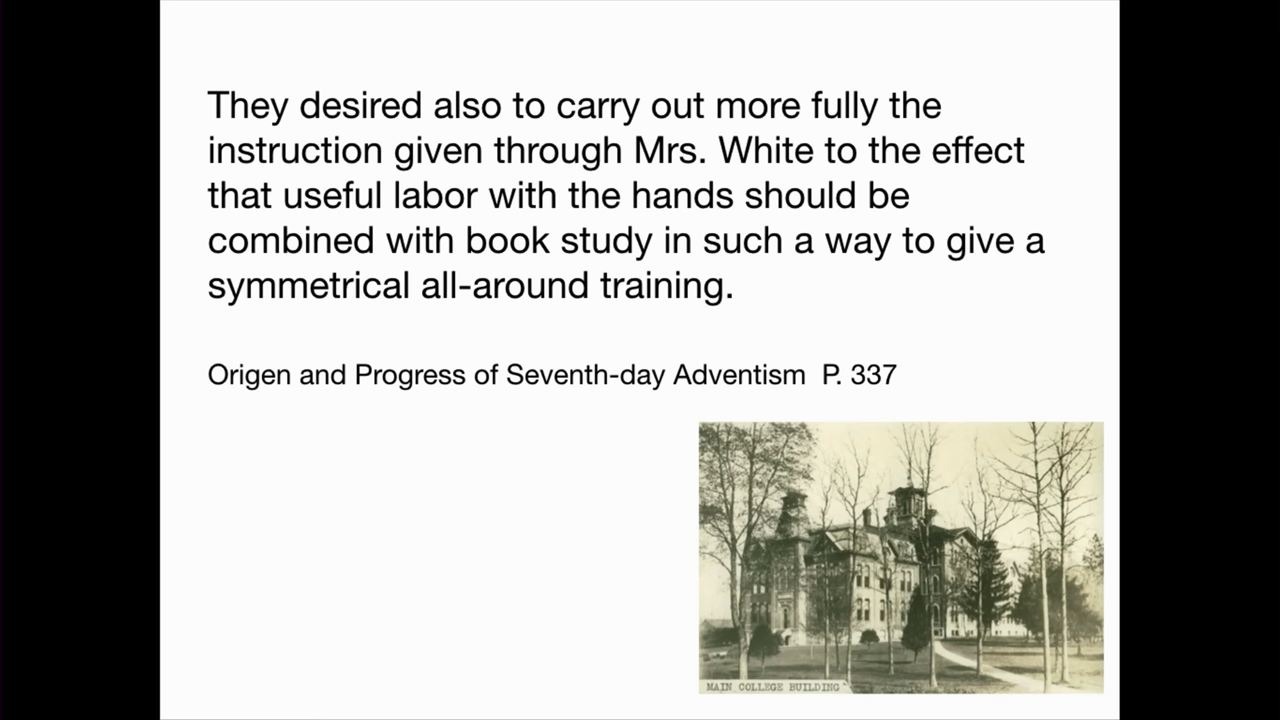 They desired also to carry out more fully the
instruction given through Mrs. White to the effect
that useful labor with the hands should be
combined with book study in such a way to give a
symmetrical all-around training.
Origen and Progress of Seventh-day Adventism P. 337
MAIN COLLEGE BUILDING